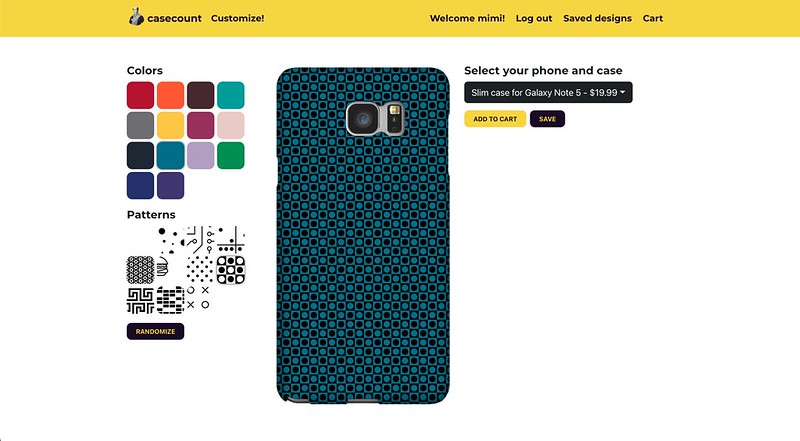 casecount Customize! Welcome mimi! Log out Saved designs Cart
Colors
Patterns
RANDOMIZE
Select your phone and case
Slim case for Galaxy Note 5 - $19.99
ADD TO CART SAVE